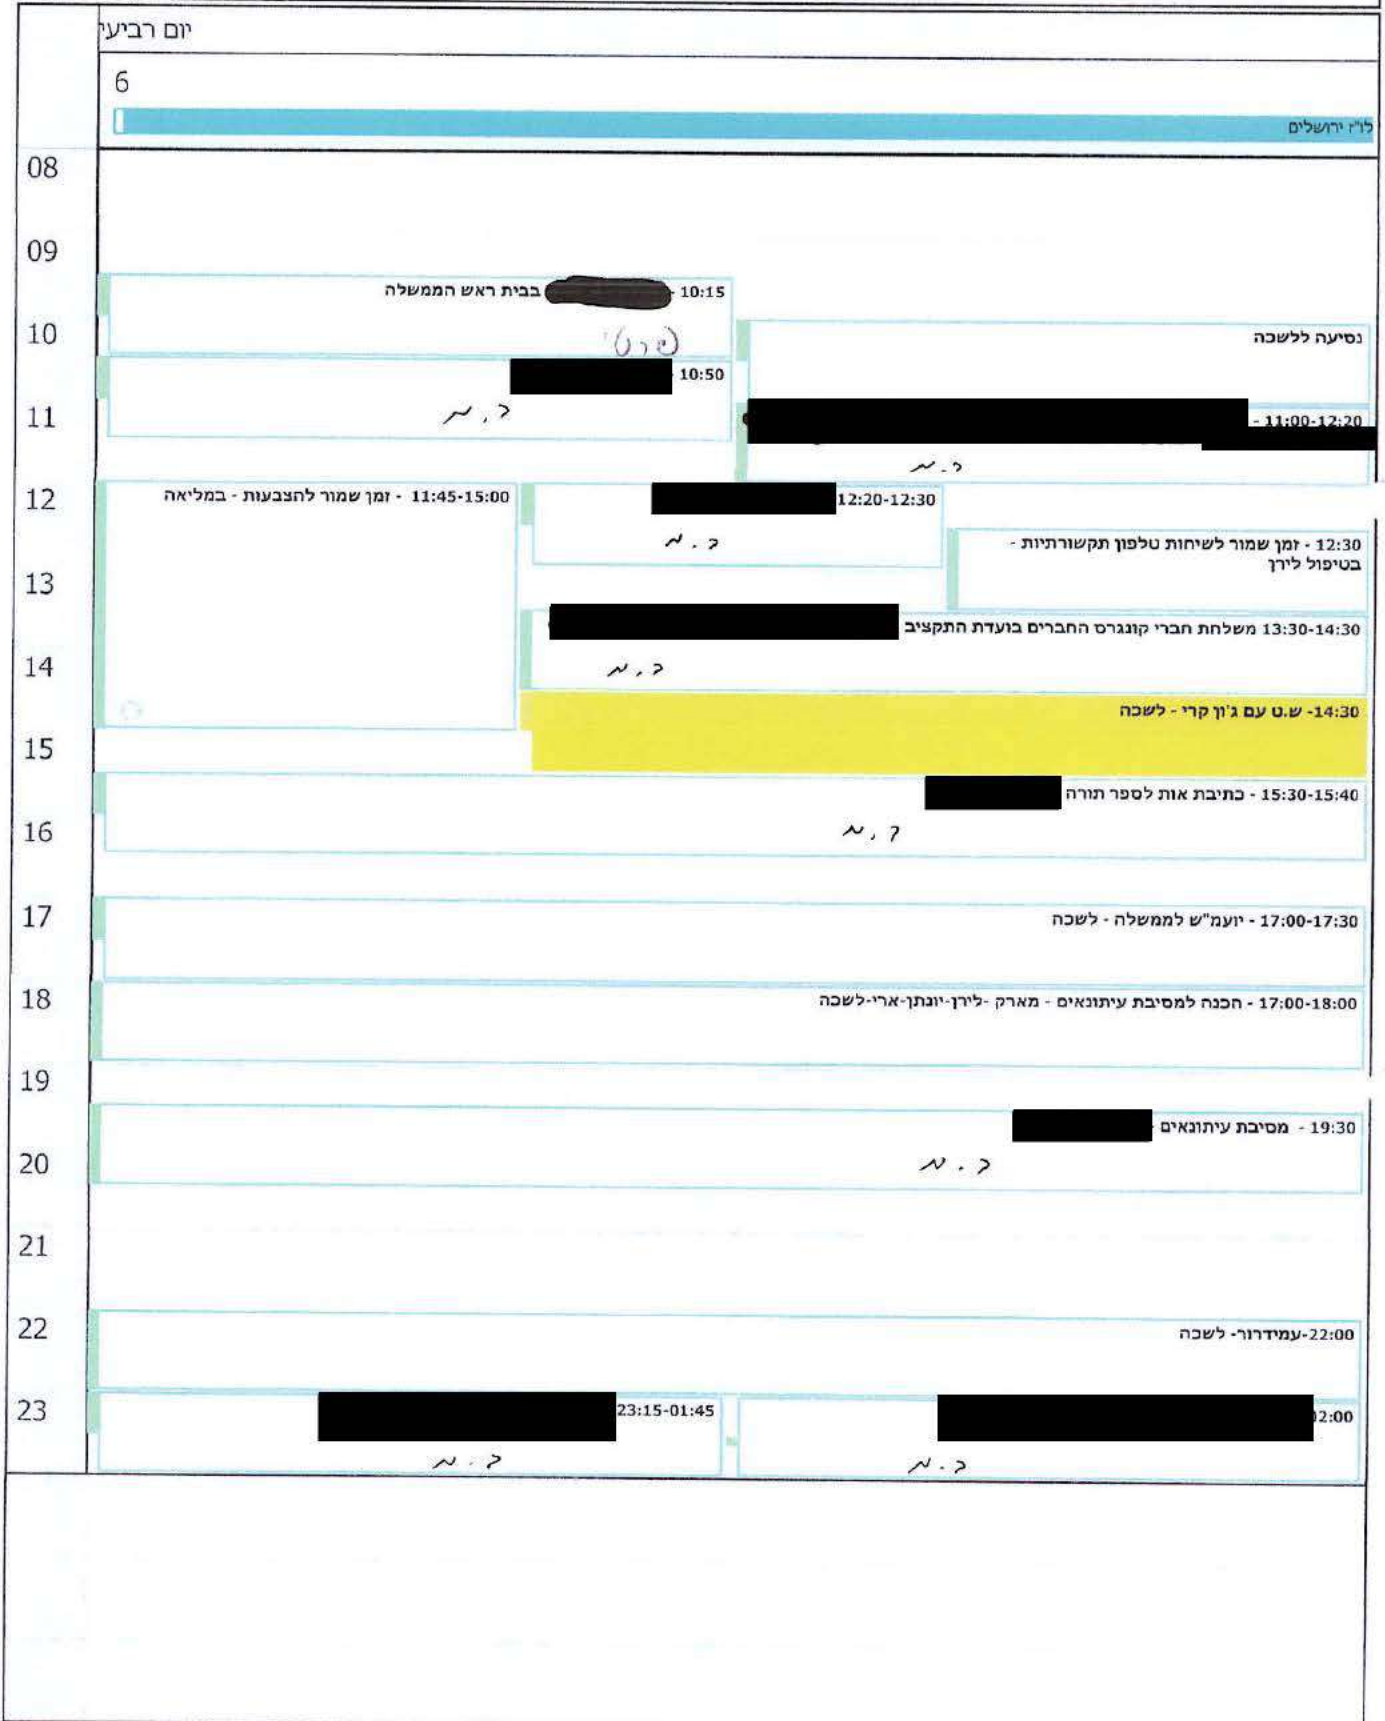 יום רביעי
6
לו"ז ירושלים
08
09
10:15 - בבית ראש הממשלה
פרטי
10
נסיעה ללשכה
10:50
ב.מ
11
11:00-12:20 -
ב.מ
12
11:45-15:00 - זמן שמור להצבעות - במליאה
12:20-12:30
ב.מ
12:30 - זמן שמור לשיחות טלפון תקשורתיות -
בטיפול לירן
13
13:30-14:30 משלחת חברי קונגרס החברים בועדת התקציב
ב.מ
14
14:30- ש.ט עם ג'ון קרי - לשכה
15
15:30-15:40 - כתיבת אות לספר תורה
ב.מ
16
17
17:00-17:30 - יועמ"ש לממשלה - לשכה
18
17:00-18:00 - הכנה למסיבת עיתונאים - מארק -לירן-יונתן-ארי-לשכה
19
19:30 - מסיבת עיתונאים
ב.מ
20
21
22
22:00-עמידרור- לשכה
23
2:00
ב.מ
23:15-01:45
ב.מ